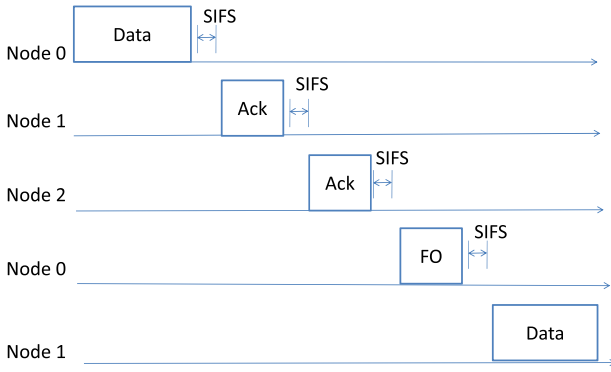 SIFS
Data
Node 0
SIFS
Ack
Node 1
SIFS
Ack
Node 2
SIFS
FO
Node 0
Data
Node 1